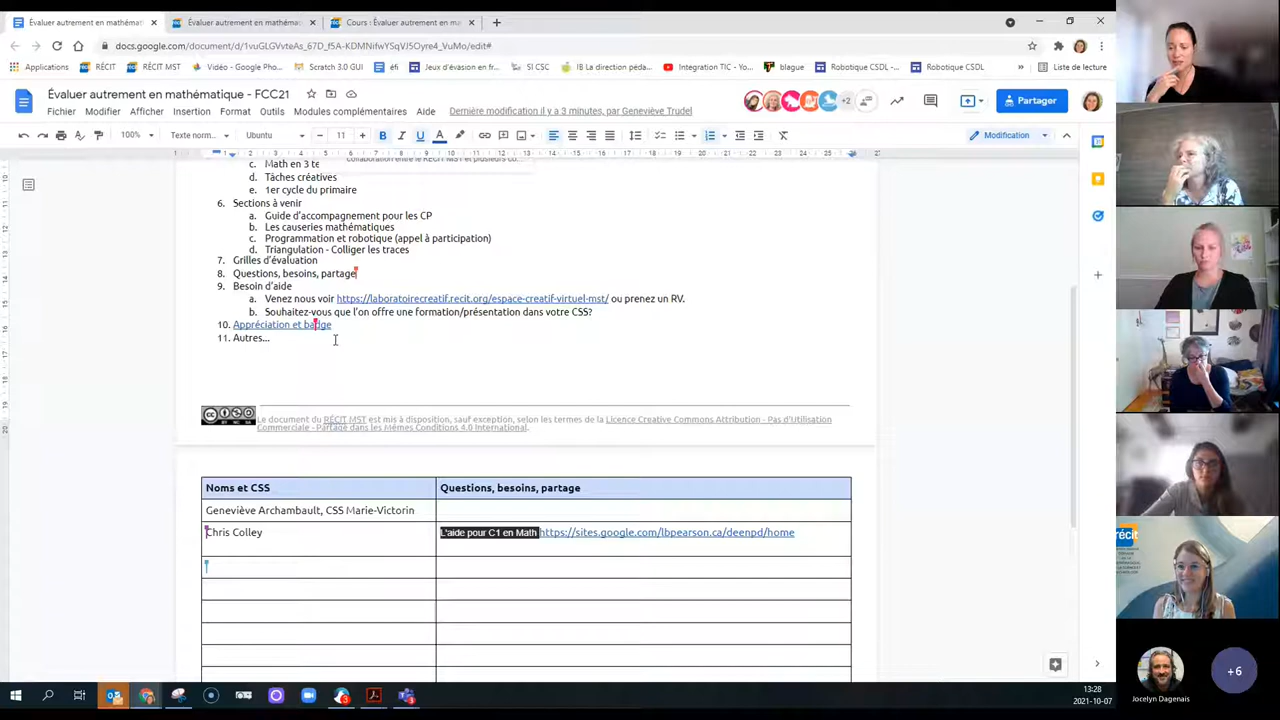 Évaluer autrement en mathémat
Évaluer autrement en mathémati
Cours : Évaluer autrement en mat
docs.google.com/document/d/1vuGLGVvteAs_67D_f5A-KDMNifwYSqVJ5Oyre4_VuMo/edit#
Applications
RÉCIT
RÉCIT MST
Vidéo - Google Pho...
Scratch 3.0 GUI
éfi
Jeux d'évasion en fr...
SI CSC
IB La direction péda...
Integration TIC - Yo...
blague
Robotique CSDL -...
Robotique CSDL
»
Liste de lecture
Évaluer autrement en mathématique - FCC21
+2
Partager
Fichier Modifier Afficher Insertion Format Outils Modules complémentaires Aide
Dernière modification il y a 3 minutes, par Geneviève Trudel
100% Texte norm... Ubuntu 11 Modification
c. Math en 3 te
d. Tâches créatives
e. 1er cycle du primaire
6. Sections à venir
a. Guide d'accompagnement pour les CP
b. Les causeries mathématiques
c. Programmation et robotique (appel à participation)
d. Triangulation - Colliger les traces
7. Grilles d'évaluation
8. Questions, besoins, partage
9. Besoin d'aide
a. Venez nous voir https://laboratoirecreatif.recit.org/espace-creatif-virtuel-mst/ ou prenez un RV.
b. Souhaitez-vous que l'on offre une formation/présentation dans votre CSS?
10. Appréciation et badge
11. Autres...
Le document du RÉCIT MST est mis à disposition, sauf exception, selon les termes de la Licence Creative Commons Attribution - Pas d'Utilisation
Commerciale - Partage dans les Mêmes Conditions 4.0 International.
Noms et CSS
Questions, besoins, partage
Geneviève Archambault, CSS Marie-Victorin
Chris Colley
L'aide pour C1 en Math https://sites.google.com/lbpearson.ca/deenpd/home
récit
+6
Jocelyn Dagenais
13:28
2021-10-07